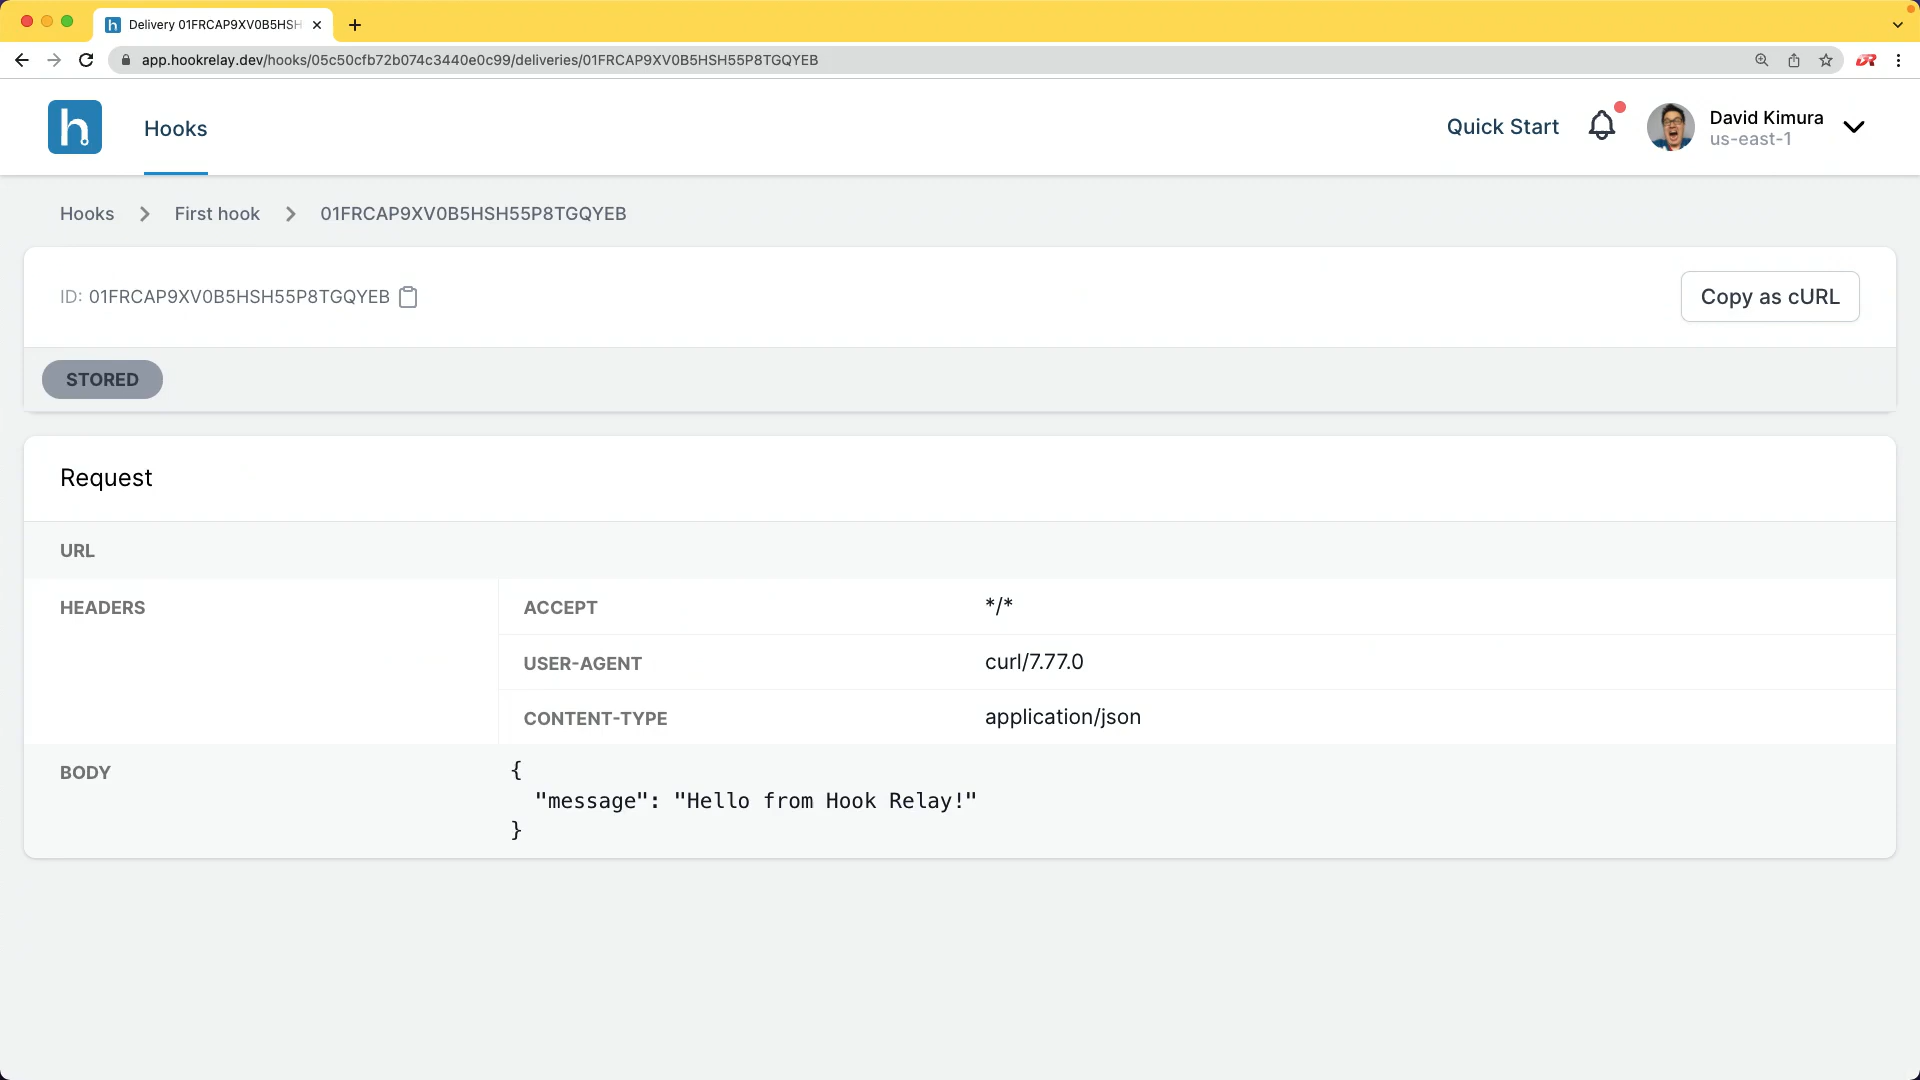 Delivery 01FRCAP9XV0B5HSH
app.hookrelay.dev/hooks/05c50cfb72b074c3440e0c99/deliveries/01FRCAP9XV0B5HSH55P8TGQYEB
h
Hooks
Quick Start
David Kimura
us-east-1
Hooks
First hook
01FRCAP9XV0B5HSH55P8TGQYEB
ID: 01FRCAP9XV0B5HSH55P8TGQYEB
Copy as cURL
STORED
Request
URL
HEADERS
ACCEPT
*/*
USER-AGENT
curl/7.77.0
CONTENT-TYPE
application/json
BODY
{
"message": "Hello from Hook Relay!"
}